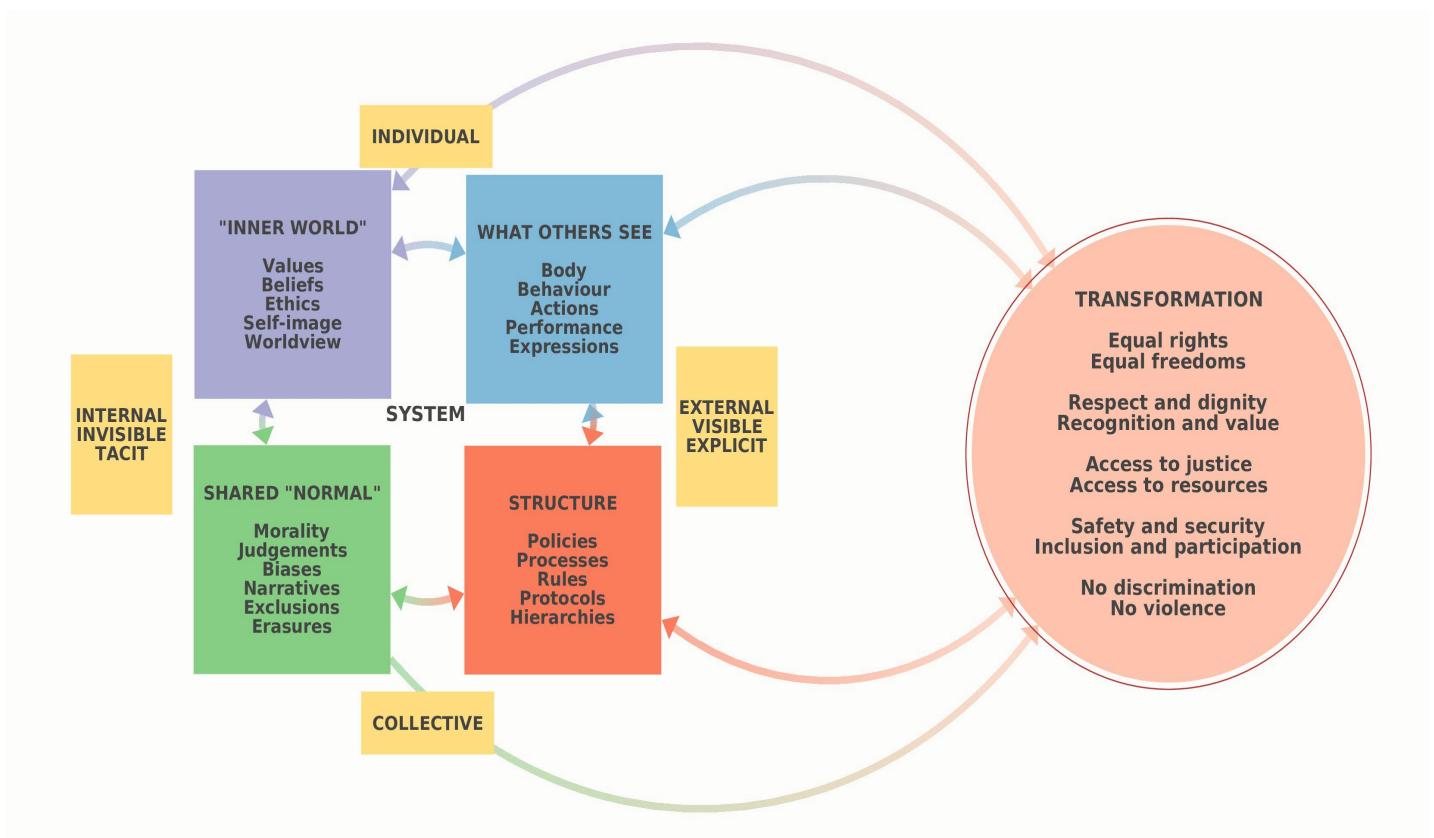 INDIVIDUAL
"INNER WORLD"
Values
Beliefs
Ethics
Self-image
Worldview
WHAT OTHERS SEE
Body
Behaviour
Actions
Performance
Expressions
INTERNAL
INVISIBLE
TACIT
SYSTEM
EXTERNAL
VISIBLE
EXPLICIT
SHARED "NORMAL"
Morality
Judgements
Biases
Narratives
Exclusions
Erasures
STRUCTURE
Policies
Processes
Rules
Protocols
Hierarchies
COLLECTIVE
TRANSFORMATION
Equal rights
Equal freedoms
Respect and dignity
Recognition and value
Access to justice
Access to resources
Safety and security
Inclusion and participation
No discrimination
No violence